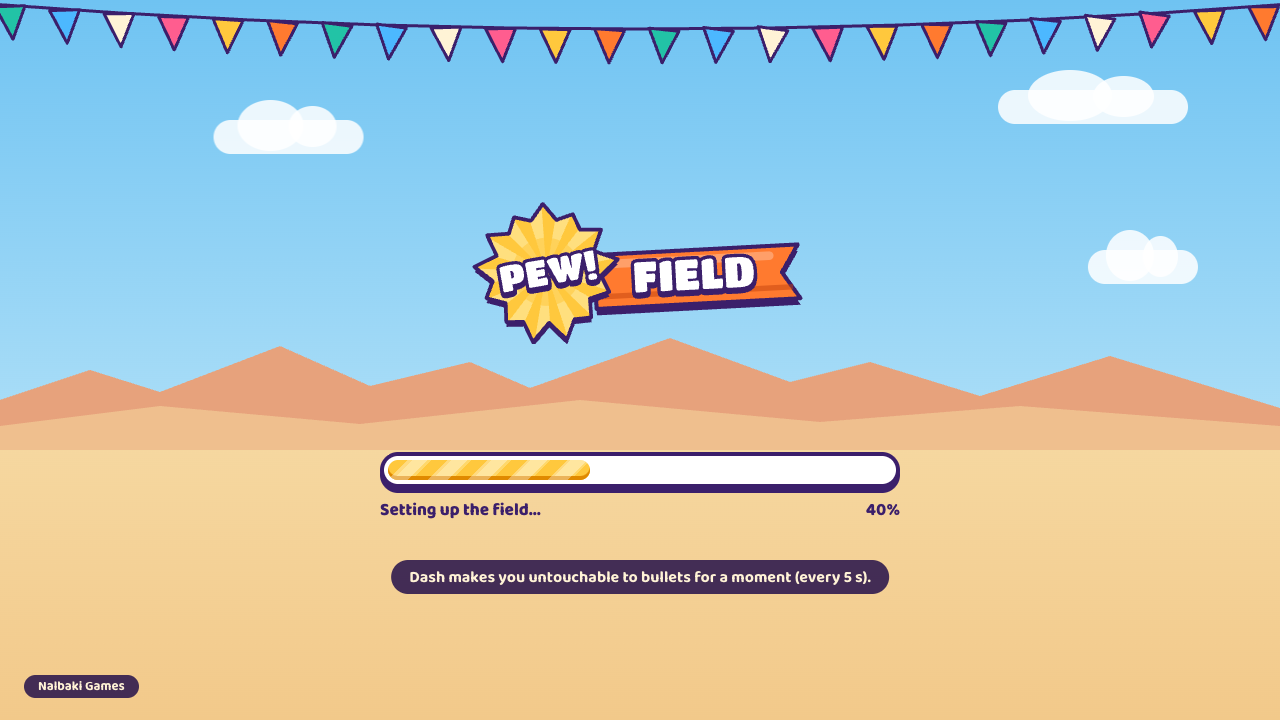 PEW!
FIELD
Setting up the field...
40%
Dash makes you untouchable to bullets for a moment (every 5 s).
Nalbaki Games